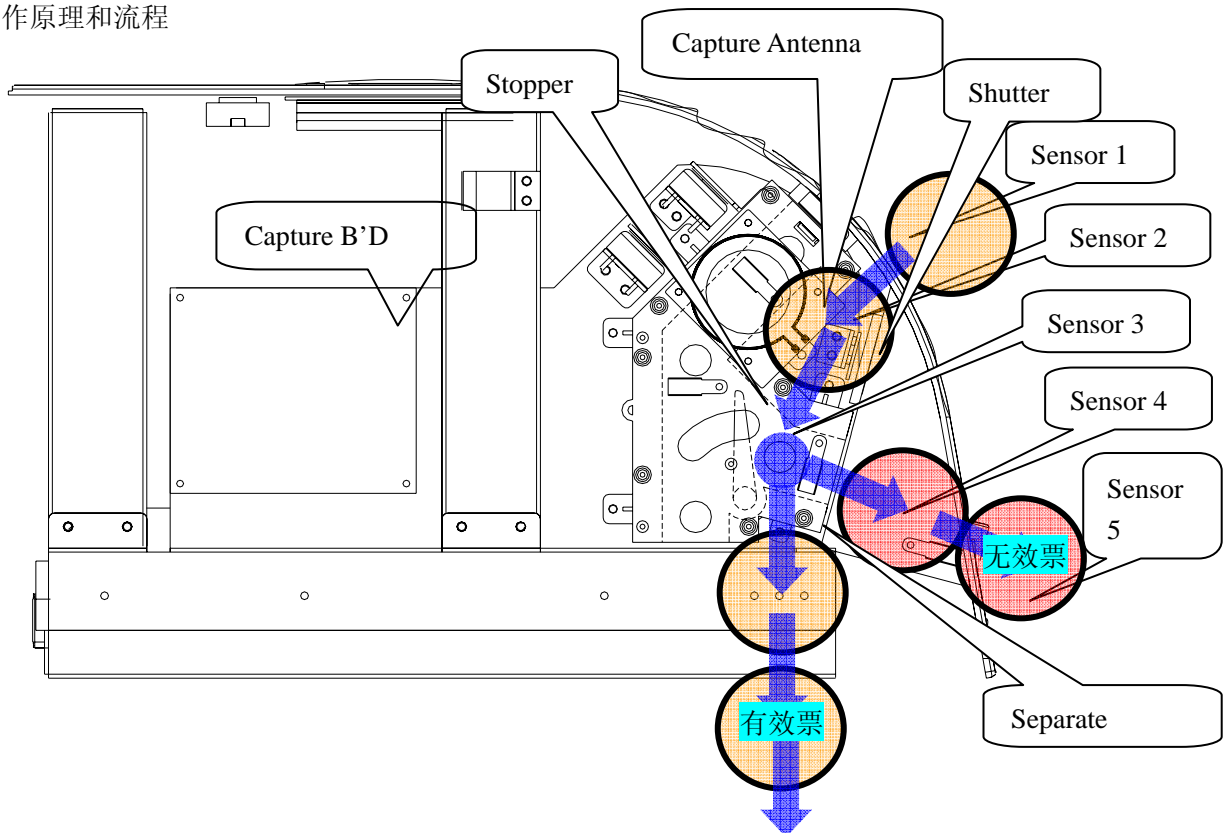 作原理和流程
Capture Antenna
Stopper
Shutter
Sensor 1
Capture B’D
Sensor 2
Sensor 3
Sensor 4
Sensor
5
无效票
Separate
有效票